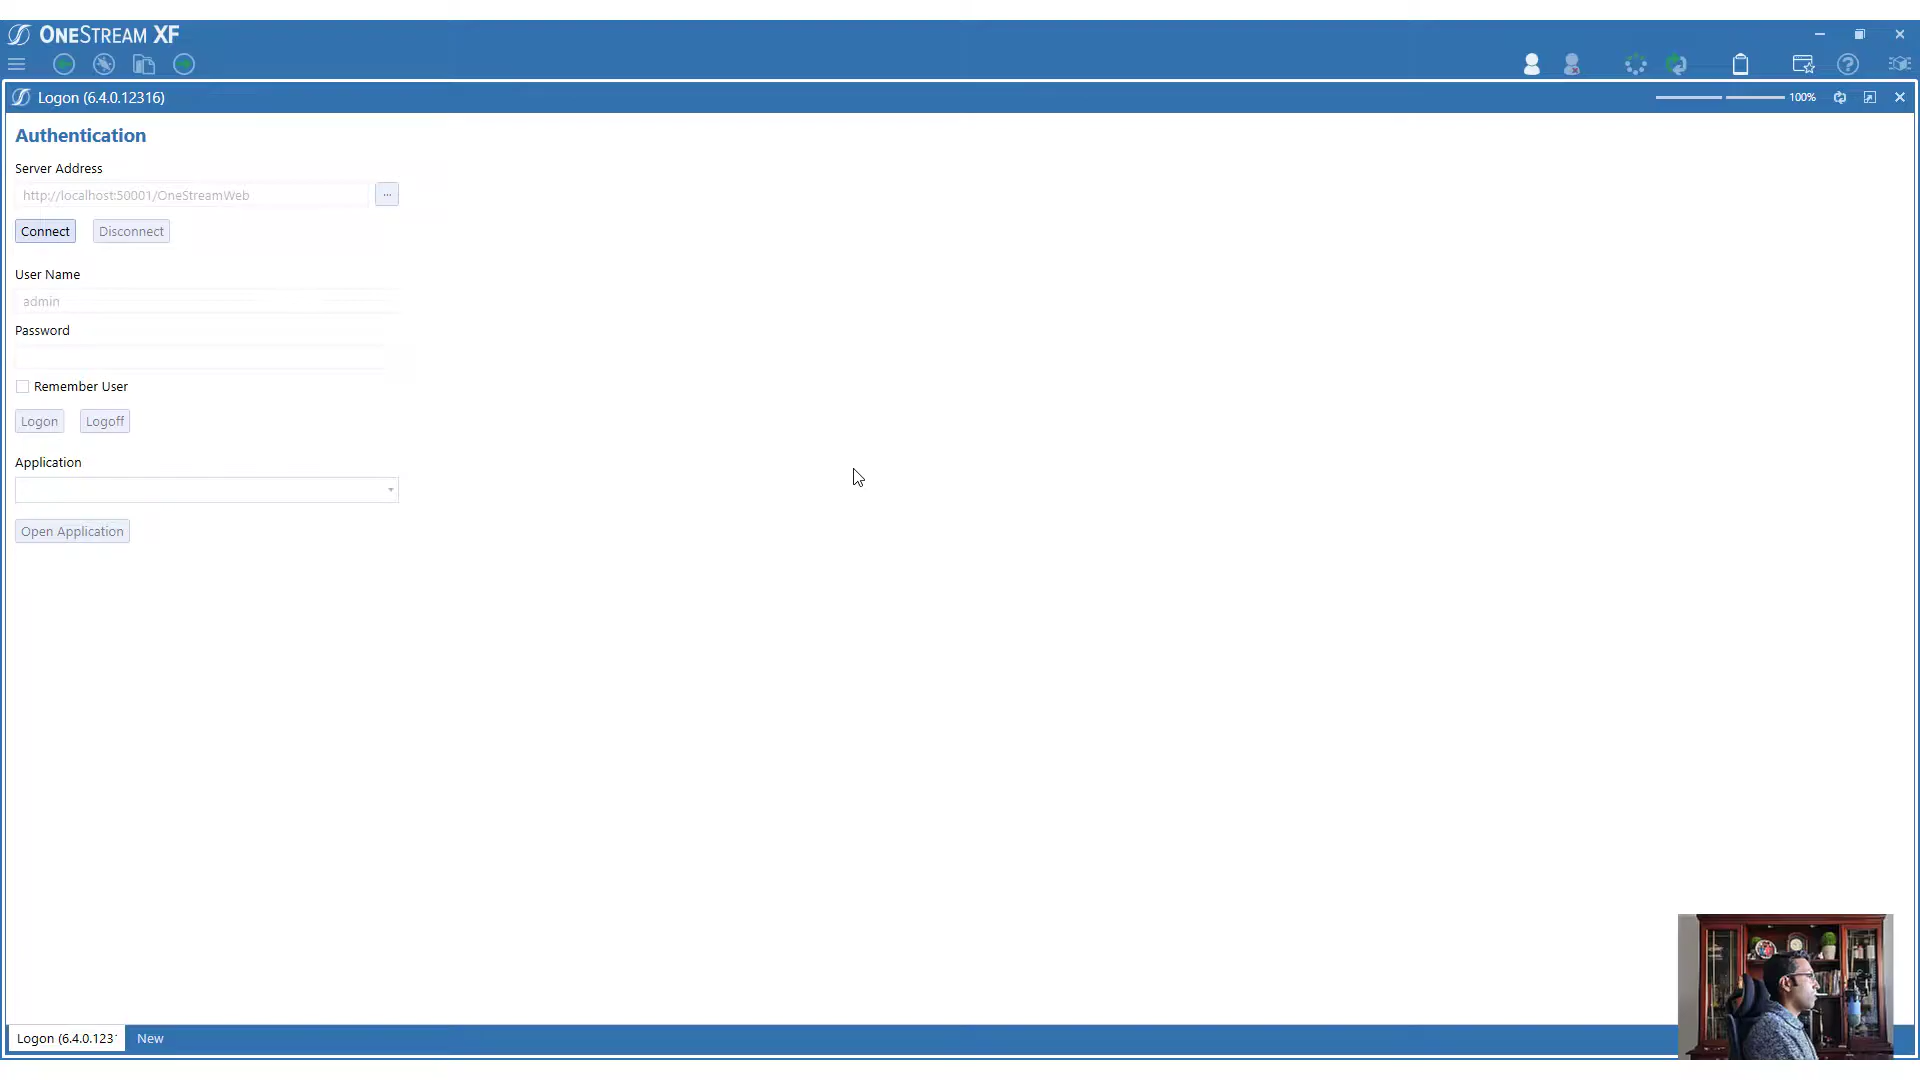 ONESTREAM XF
Logon (6.4.0.12316)
100%
Authentication
Server Address
http://localhost:50001/OneStreamWeb
...
Connect
Disconnect
User Name
admin
Password
Remember User
Logon
Logoff
Application
Open Application
Logon (6.4.0.123
New